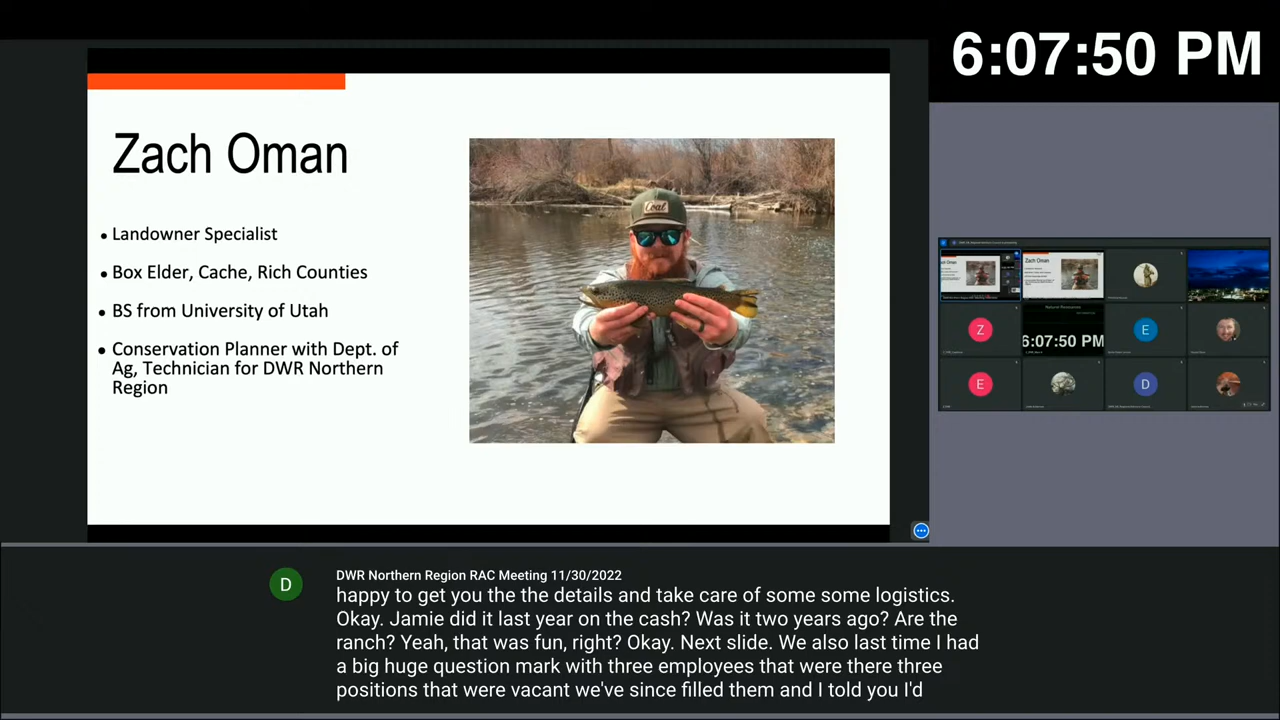 6:07:50 PM
Zach Oman
• Landowner Specialist
• Box Elder, Cache, Rich Counties
• BS from University of Utah
• Conservation Planner with Dept. of
Ag, Technician for DWR Northern
Region
Coal
Zach Oman
Z
6:07:50 PM
E
E
D
D
DWR Northern Region RAC Meeting 11/30/2022
happy to get you the the details and take care of some some logistics.
Okay. Jamie did it last year on the cash? Was it two years ago? Are the
ranch? Yeah, that was fun, right? Okay. Next slide. We also last time I had
a big huge question mark with three employees that were there three
positions that were vacant we've since filled them and I told you I'd